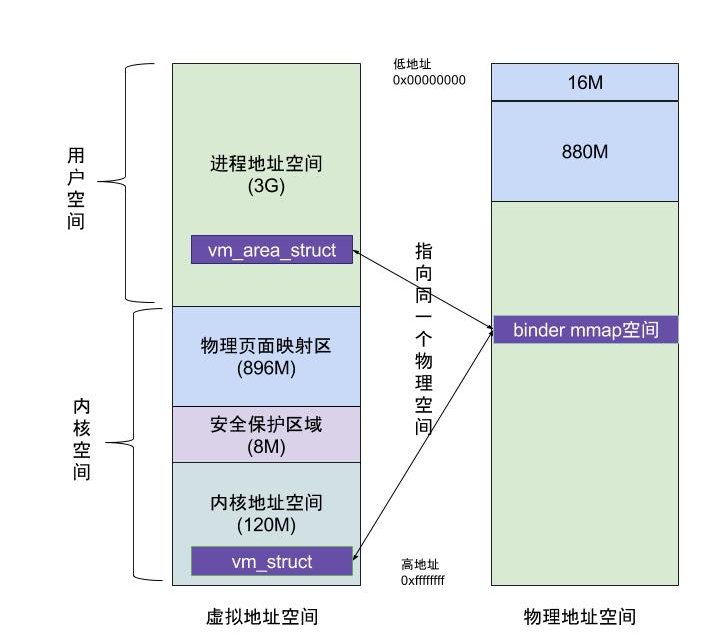 低地址
0x00000000
16M
880M
用户空间
进程地址空间
(3G)
vm_area_struct
指向同一个物理空间
binder mmap空间
物理页面映射区
(896M)
内核空间
安全保护区域
(8M)
内核地址空间
(120M)
vm_struct
高地址
0xffffffff
虚拟地址空间
物理地址空间